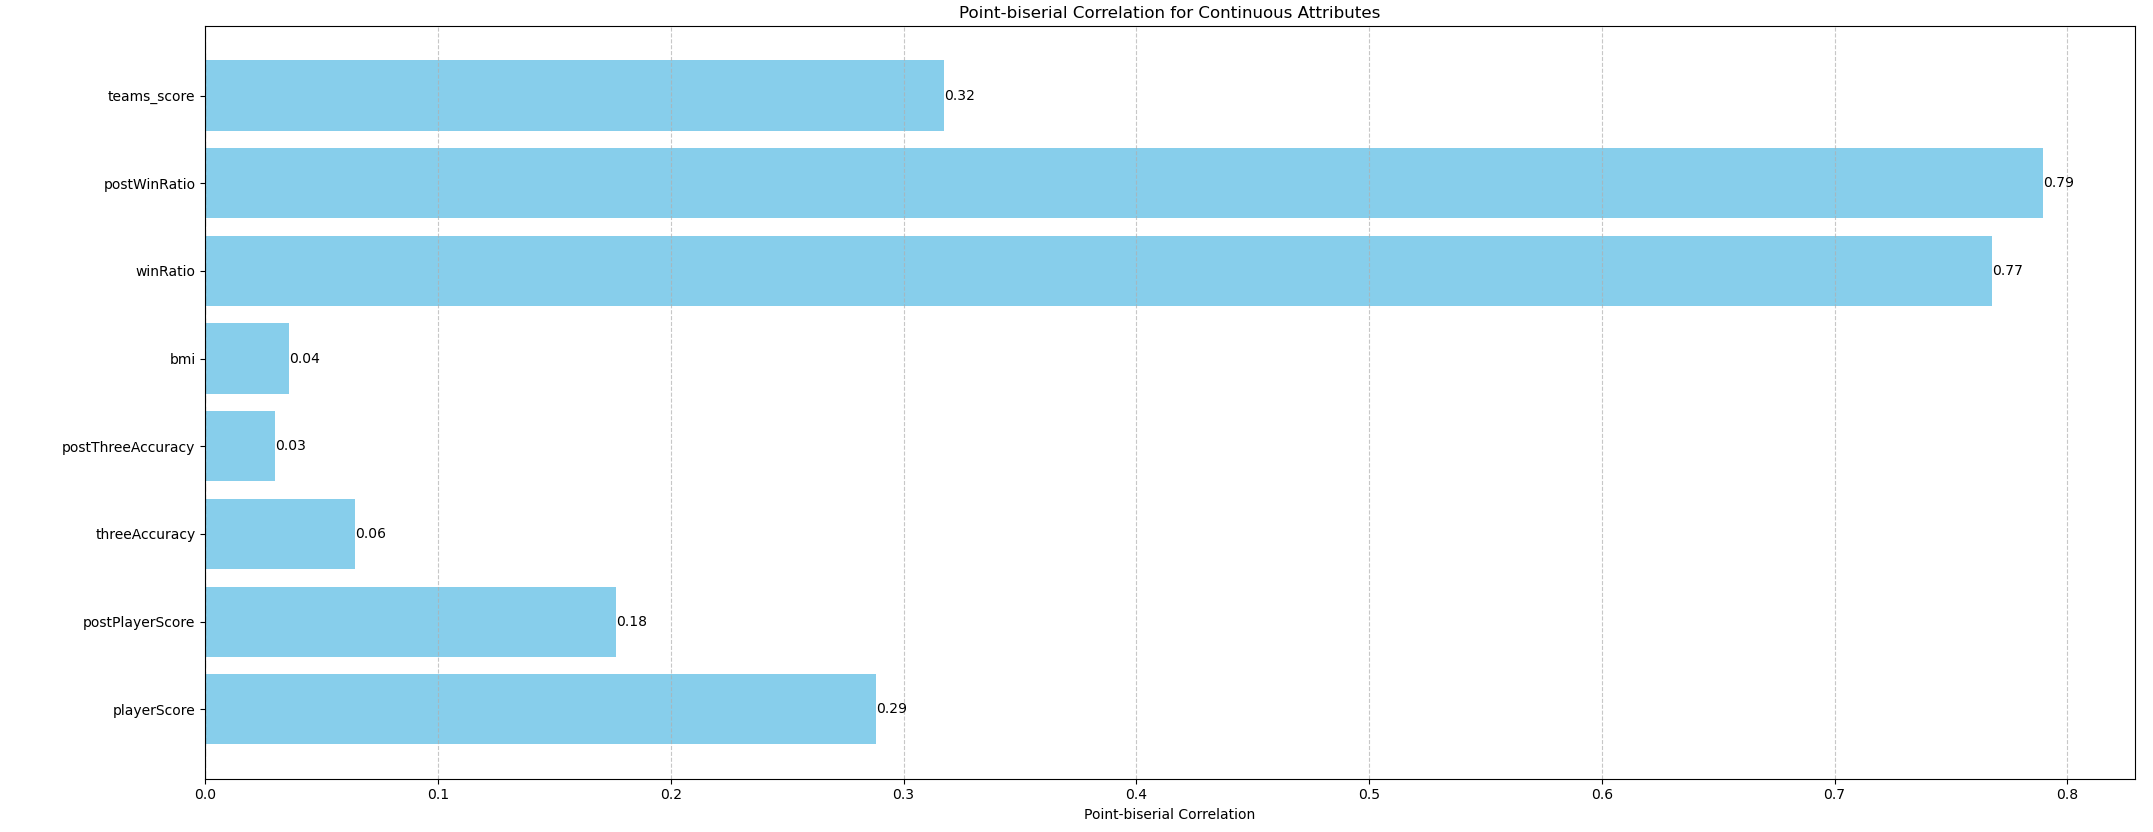 Point-biserial Correlation for Continuous Attributes
teams_score
0.32
postWinRatio
0.79
winRatio
0.77
bmi
0.04
postThreeAccuracy
0.03
threeAccuracy
0.06
postPlayerScore
0.18
playerScore
0.29
0.0 0.1 0.2 0.3 0.4 0.5 0.6 0.7 0.8
Point-biserial Correlation